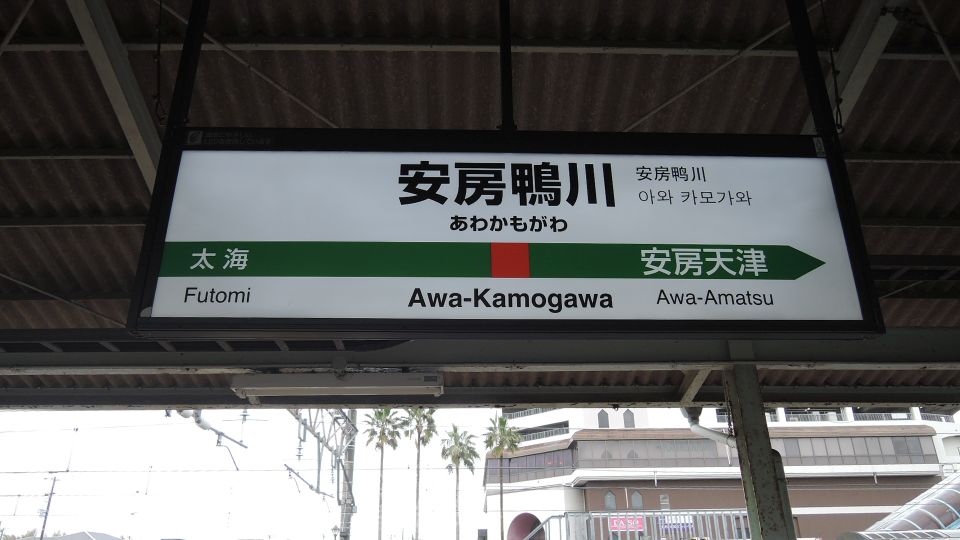 安房鴨川
あわかもがわ
安房鸭川
아와 카모가와
太海
安房天津
Futomi
Awa-Kamogawa
Awa-Amatsu